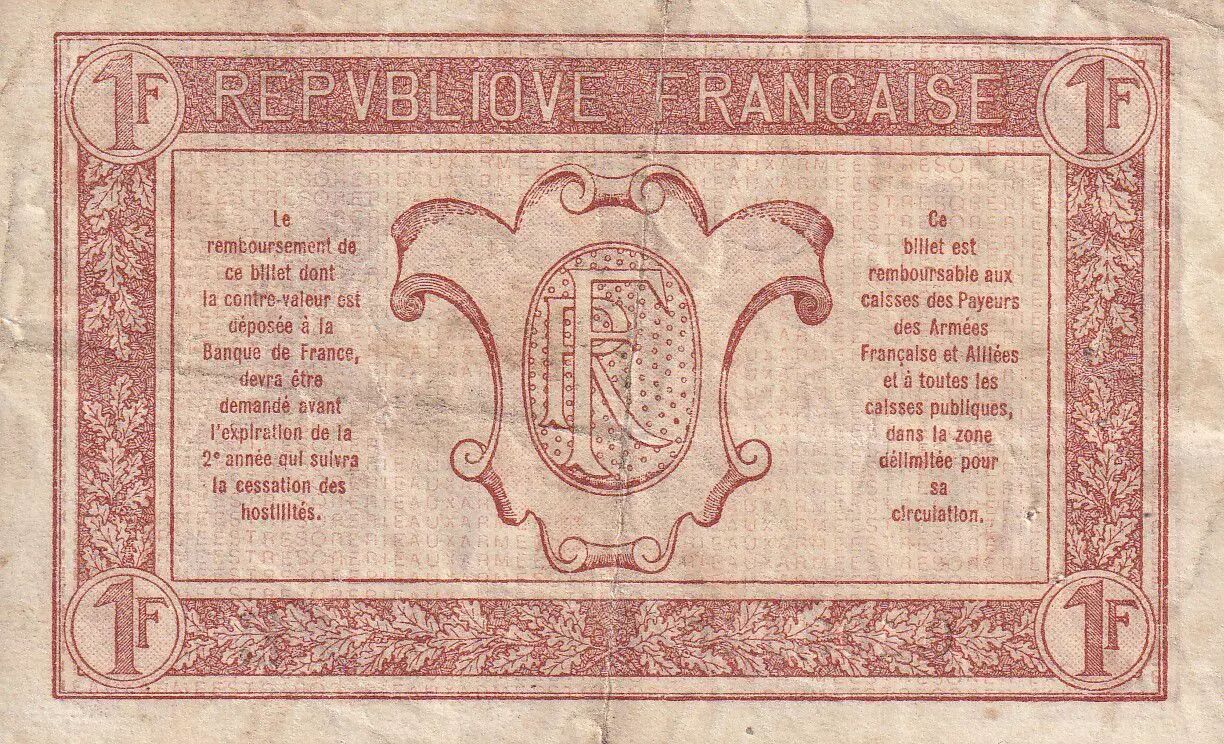 1F
REPVBLIQVE FRANÇAISE
1F
Le
remboursement de
ce billet dont
la contre-valeur est
déposée à la
Banque de France,
devra être
demandé avant
l'expiration de la
2e année qui suivra
la cessation des
hostilités.
RF
Ce
billet est
remboursable aux
caisses des Payeurs
des Armées
Française et Alliées
et à toutes les
caisses publiques,
dans la zone
délimitée pour
sa
circulation.
1F
1F